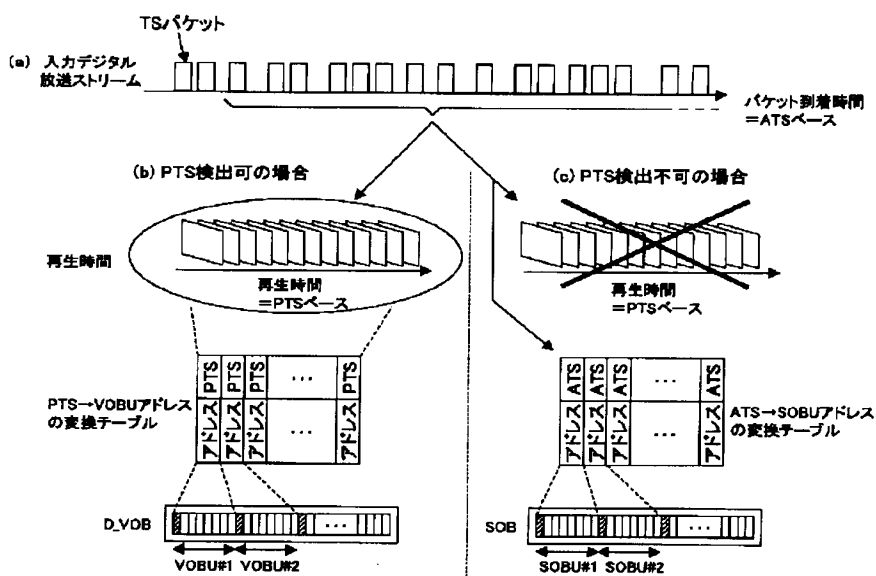 TSパケット
(a) 入力デジタル
放送ストリーム
パケット到着時間
=ATSベース
(b) PTS検出可の場合
(c) PTS検出不可の場合
再生時間
再生時間
=PTSベース
再生時間
=PTSベース
PTS→VOBUアドレス
の変換テーブル
PTS PTS PTS ... PTS
アドレス アドレス アドレス ... アドレス
ATS ATS ATS ... ATS
アドレス アドレス アドレス ... アドレス
ATS→SOBUアドレス
の変換テーブル
D_VOB
...
VOBU#1 VOBU#2
SOB
...
SOBU#1 SOBU#2